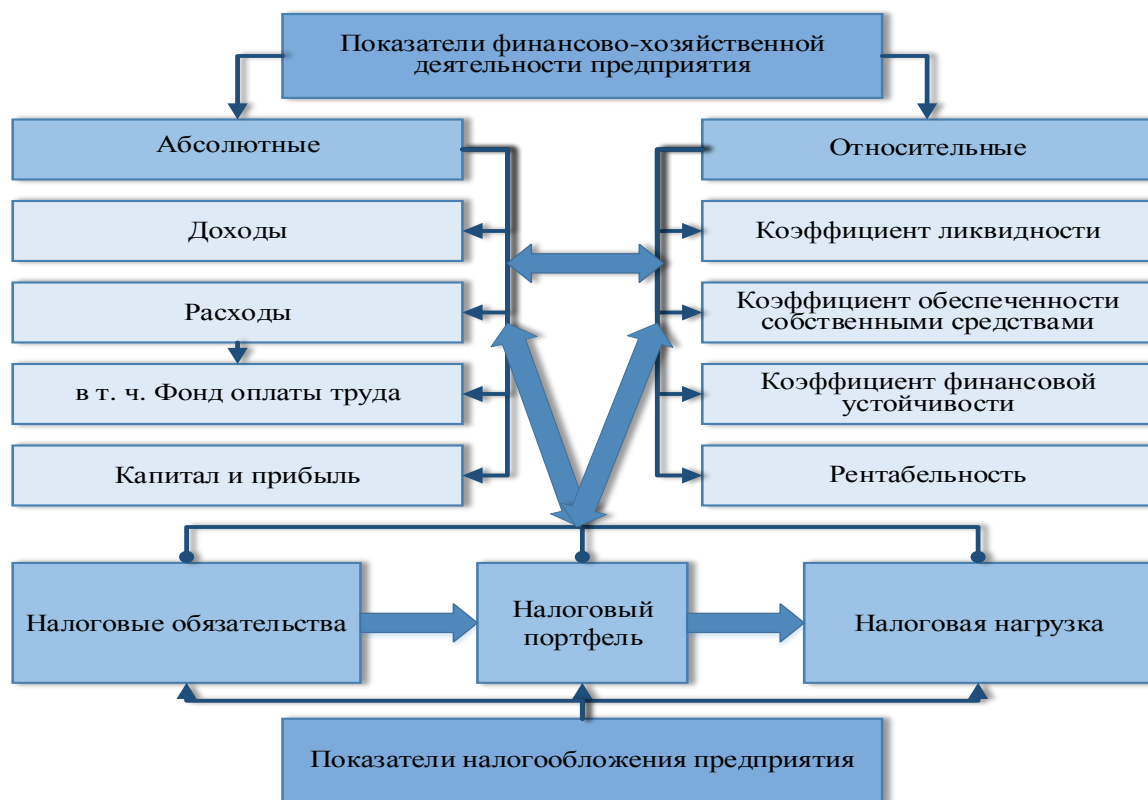 Показатели финансово-хозяйственной
деятельности предприятия
Абсолютные
Относительные
Доходы
Коэффициент ликвидности
Расходы
Коэффициент обеспеченности
собственными средствами
в т. ч. Фонд оплаты труда
Коэффициент финансовой
устойчивости
Капитал и прибыль
Рентабельность
Налоговые обязательства
Налоговый
портфель
Налоговая нагрузка
Показатели налогообложения предприятия